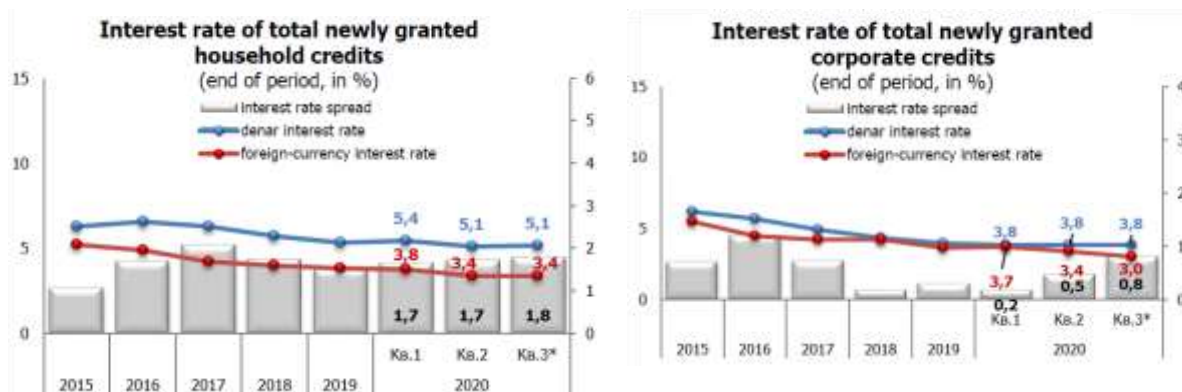 Interest rate of total newly granted
household credits
(end of period, in %)
interest rate spread
denar interest rate
foreign-currency interest rate
15
10
5
0
6
5
4
3
2
1
0
5,4
5,1
5,1
3,8
3,4
3,4
1,7
1,7
1,8
Кв.1
Кв.2
Кв.3*
2015
2016
2017
2018
2019
2020
Interest rate of total newly granted
corporate credits
(end of period, in %)
interest rate spread
denar interest rate
foreign-currency interest rate
15
10
5
0
4
3
2
1
0
3,8
3,8
3,8
3,7
3,4
3,0
0,2
0,5
0,8
Кв.1
Кв.2
Кв.3*
2015
2016
2017
2018
2019
2020